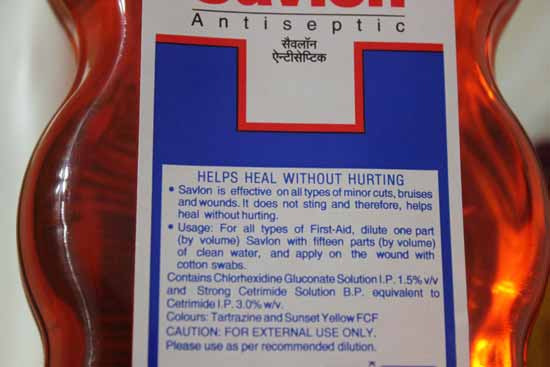 Savlon
Antiseptic
सैवलॉन
ऐन्टीसेप्टिक
HELPS HEAL WITHOUT HURTING
• Savlon is effective on all types of minor cuts, bruises
and wounds. It does not sting and therefore, helps
heal without hurting.
• Usage: For all types of First-Aid, dilute one part
(by volume) Savlon with fifteen parts (by volume)
of clean water, and apply on the wound with
cotton swabs.
Contains Chlorhexidine Gluconate Solution I.P. 1.5% v/v
and Strong Cetrimide Solution B.P. equivalent to
Cetrimide I.P. 3.0% w/v.
Colours: Tartrazine and Sunset Yellow FCF
CAUTION: FOR EXTERNAL USE ONLY.
Please use as per recommended dilution.